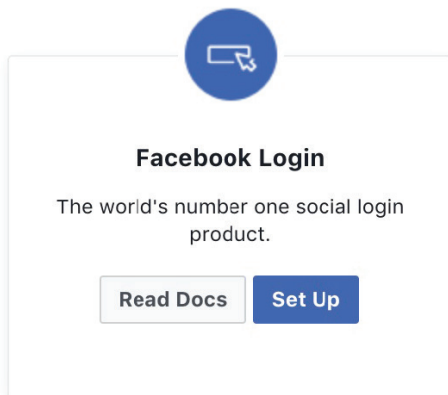 Facebook Login
The world's number one social login
product.
Read Docs
Set Up